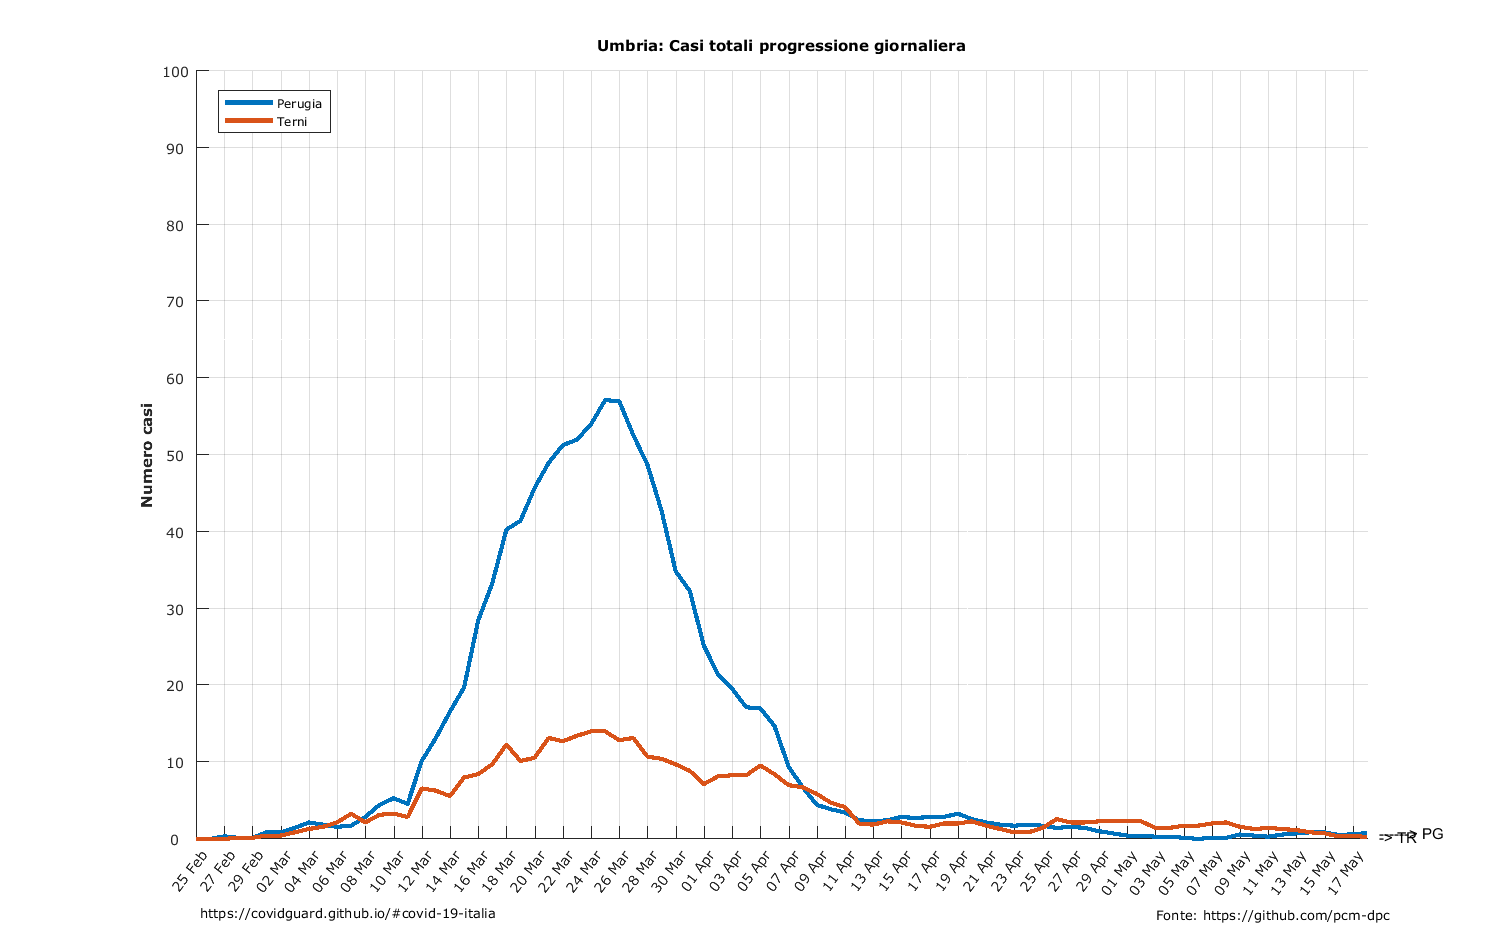 Umbria: Casi totali progressione giornaliera
Perugia
Terni
Numero casi
100
90
80
70
60
50
40
30
20
10
0
25 Feb
27 Feb
29 Feb
02 Mar
04 Mar
06 Mar
08 Mar
10 Mar
12 Mar
14 Mar
16 Mar
18 Mar
20 Mar
22 Mar
24 Mar
26 Mar
28 Mar
30 Mar
01 Apr
03 Apr
05 Apr
07 Apr
09 Apr
11 Apr
13 Apr
15 Apr
17 Apr
19 Apr
21 Apr
23 Apr
25 Apr
27 Apr
29 Apr
01 May
03 May
05 May
07 May
09 May
11 May
13 May
15 May
17 May
----> PG
-> TR
https://covidguard.github.io/#covid-19-italia
Fonte: https://github.com/pcm-dpc